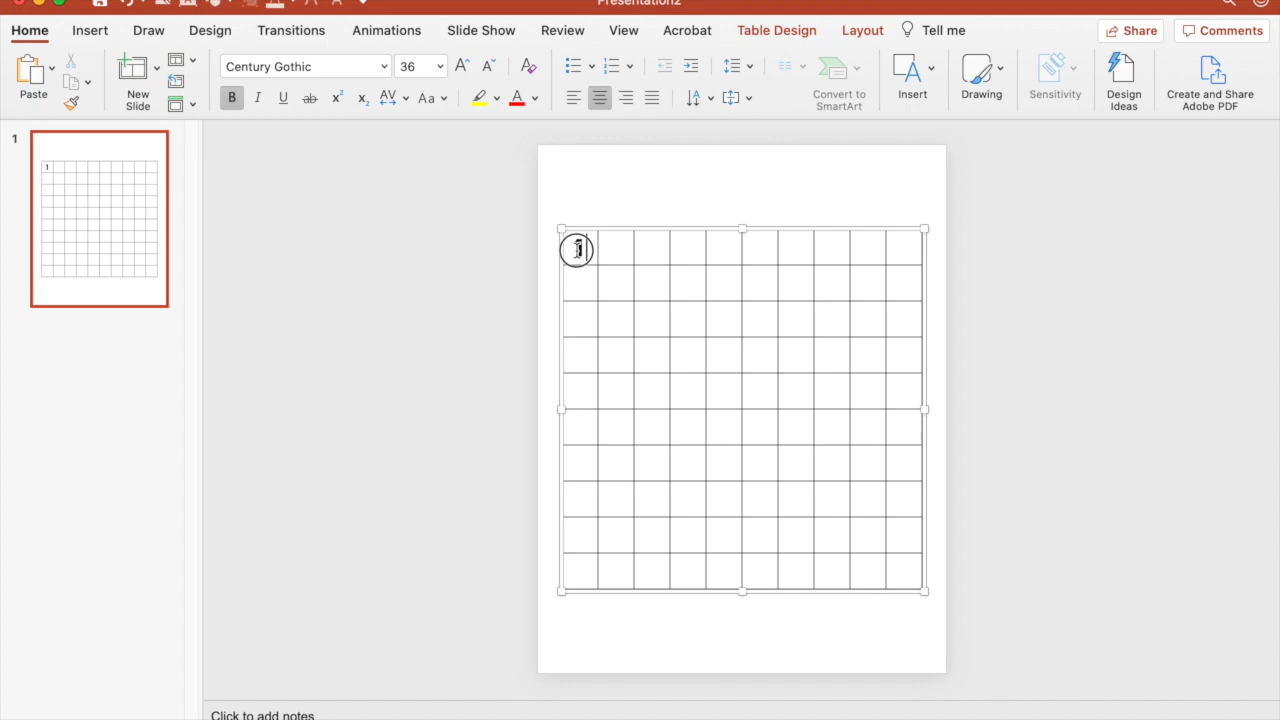 Presentation2
Home Insert Draw Design Transitions Animations Slide Show Review View Acrobat Table Design Layout Tell me Share Comments
Century Gothic 36
Paste New Slide B I U ab x² x₂ AV Aa A Convert to SmartArt Insert Drawing Sensitivity Design Ideas Create and Share Adobe PDF
1
1
1
Click to add notes